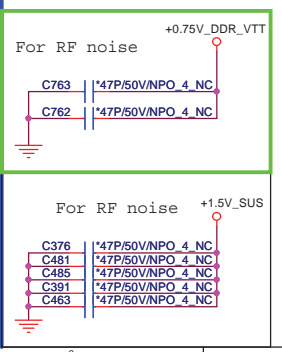 +0.75V_DDR_VTT
For RF noise
C763 *47P/50V/NPO_4_NC
C762 *47P/50V/NPO_4_NC
+1.5V_SUS
For RF noise
C376 *47P/50V/NPO_4_NC
C481 *47P/50V/NPO_4_NC
C485 *47P/50V/NPO_4_NC
C391 *47P/50V/NPO_4_NC
C463 *47P/50V/NPO_4_NC